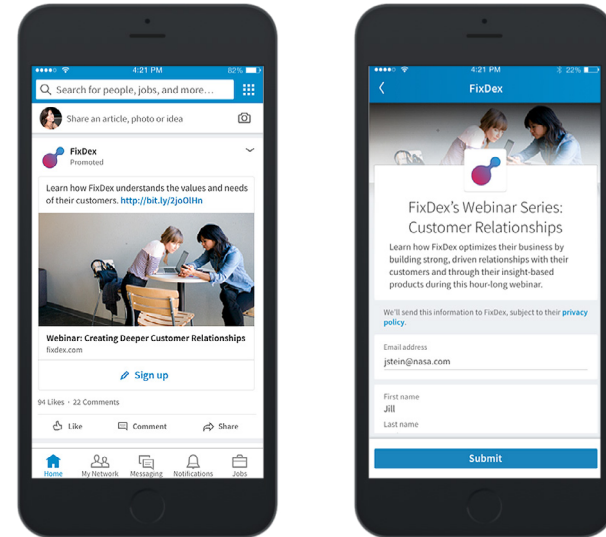 4:21 PM
82%
Search for people, jobs, and more...
Share an article, photo or idea
FixDex
Promoted
Learn how FixDex understands the values and needs
of their customers. http://bit.ly/2joOlHn
Webinar: Creating Deeper Customer Relationships
fixdex.com
Sign up
94 Likes · 22 Comments
Like
Comment
Share
Home
My Network
Messaging
Notifications
Jobs
4:21 PM
22%
FixDex
FixDex's Webinar Series:
Customer Relationships
Learn how FixDex optimizes their business by
building strong, driven relationships with their
customers and through their insight-based
products during this hour-long webinar.
We'll send this information to FixDex, subject to their privacy
policy.
Email address
jstein@nasa.com
First name
Jill
Last name
Submit